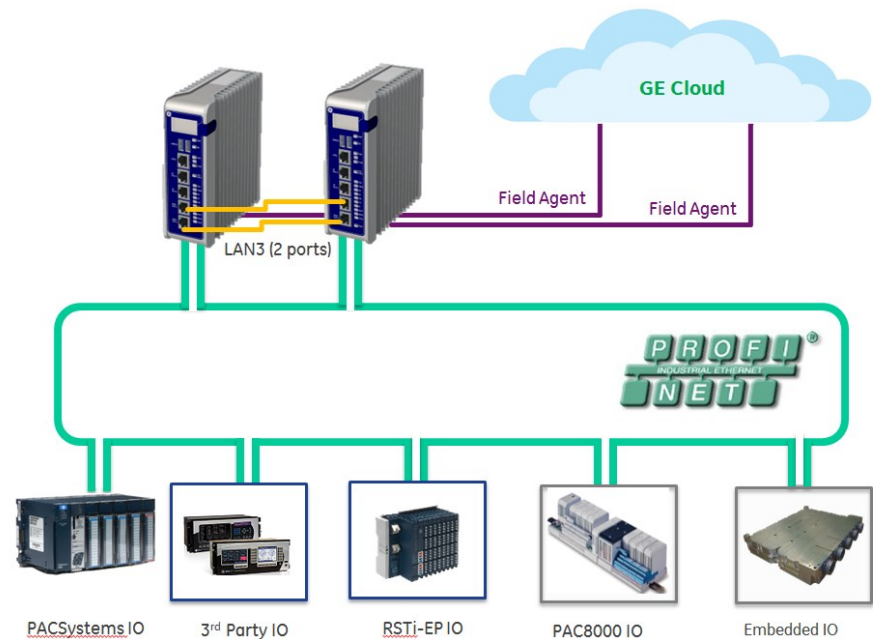 GE Cloud
Field Agent
Field Agent
LAN3 (2 ports)
PROFI®
INDUSTRIAL ETHERNET
NET
PACSystems IO
3rd Party IO
RSTi-EP IO
PAC8000 IO
Embedded IO